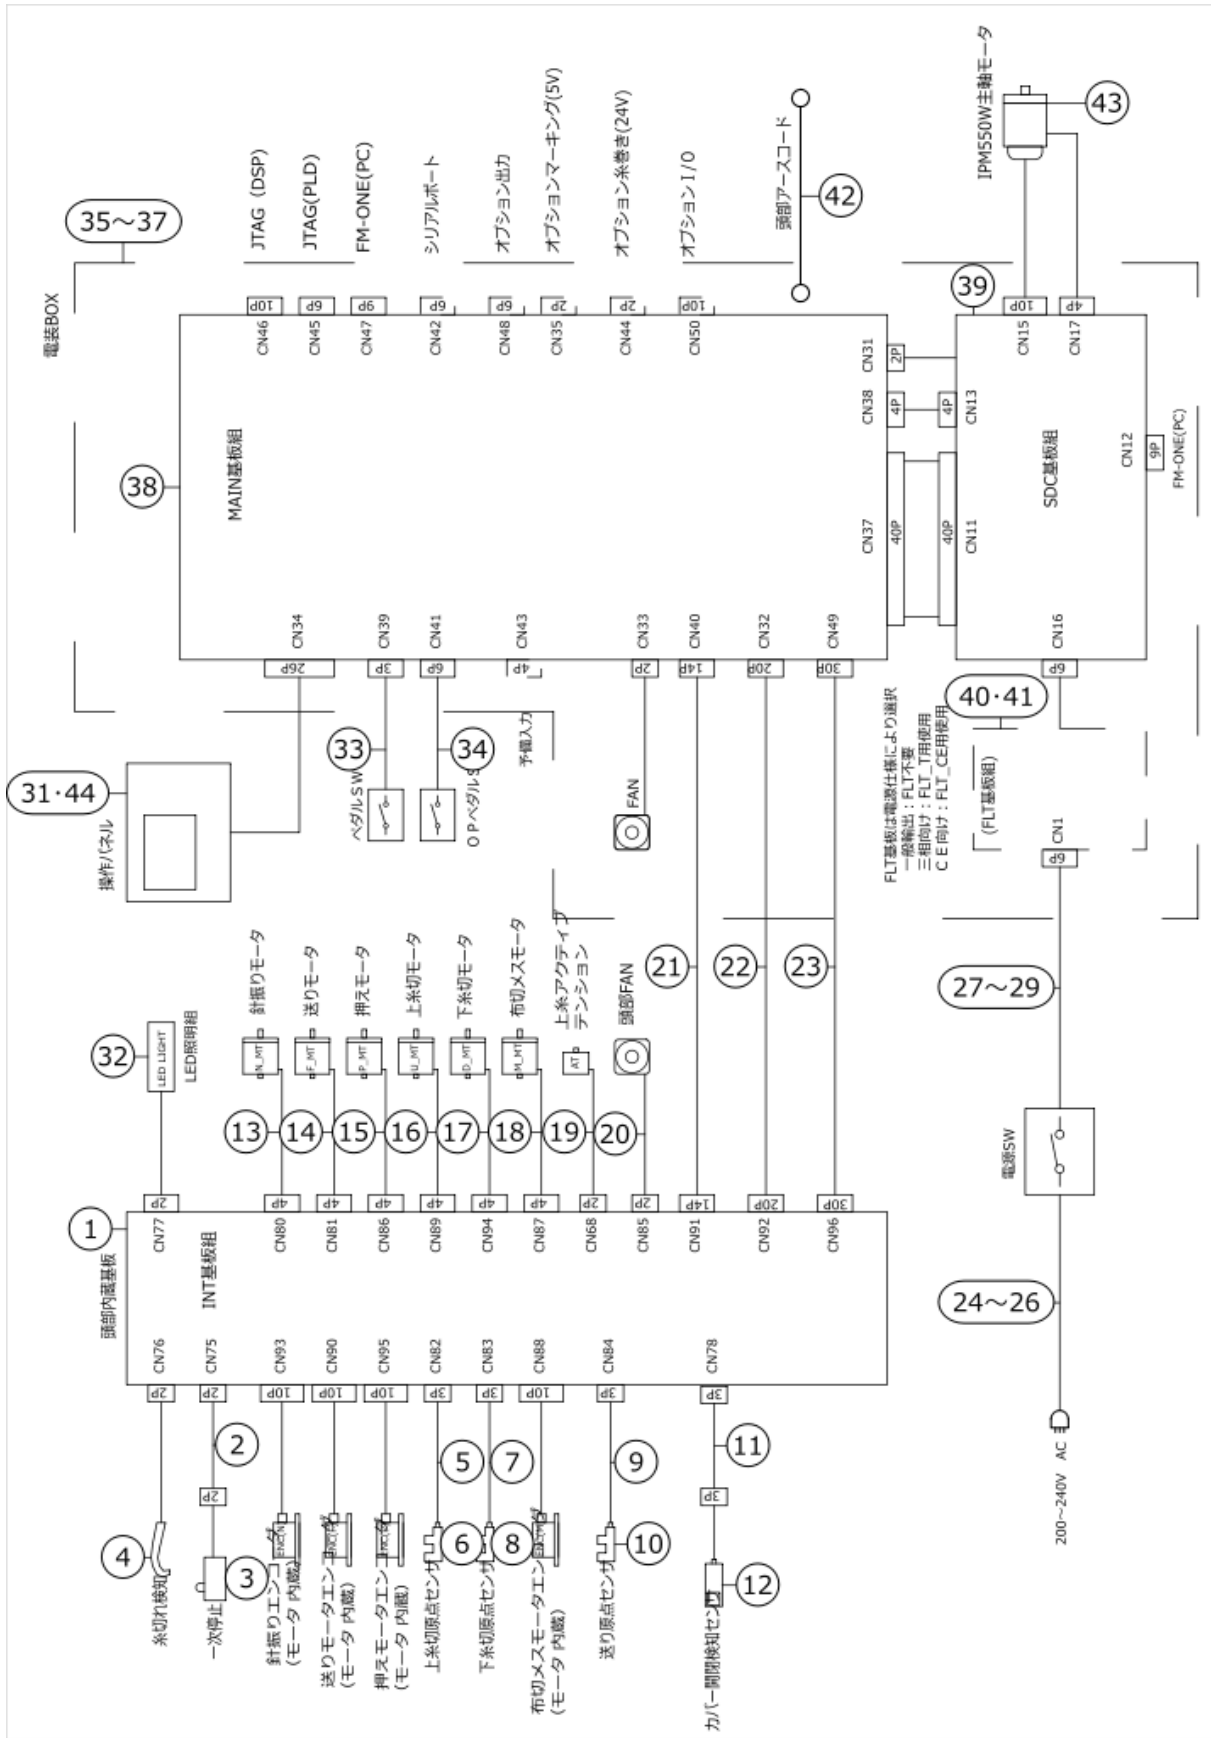 35～37
電装BOX
JTAG (DSP)
JTAG(PLD)
FM-ONE(PC)
シリアルポート
オプション出力
オプションマーキング(5V)
オプション糸巻き(24V)
オプションI/O
頭部アースコード
42
IPM550W主軸モータ
43
10P
6P
9P
6P
6P
2P
2P
10P
CN46
CN45
CN47
CN42
CN48
CN35
CN44
CN50
38
MAIN基板組
CN31
2P
CN38
4P
4P
CN13
CN37
40P
40P
CN11
39
10P
4P
CN15
CN17
SDC基板組
CN12
9P
FM-ONE(PC)
CN34
CN39
CN41
CN43
CN33
CN40
CN32
CN49
CN16
26P
3P
6P
4P
2P
14P
20P
30P
6P
31・44
操作パネル
33
ペダルSW
34
OPペダルS
予備入力
FAN
FLT基板は電源仕様により選択
一般輸出：FLT不要
三相向け：FLT_T用使用
CE向け：FLT_CE用使用
40・41
(FLT基板組)
CN1
6P
32
LED LIGHT
LED照明組
針振りモータ
送りモータ
押えモータ
上糸切モータ
下糸切モータ
布切メスモータ
上糸アクティブ
テンション
頭部FAN
N_MT
F_MT
P_MT
U_MT
D_MT
M_MT
AT
13
14
15
16
17
18
19
20
21
22
23
27～29
2P
4P
4P
4P
4P
4P
4P
2P
2P
14P
20P
30P
電源SW
1
頭部内蔵基板
INT基板組
CN77
CN80
CN81
CN86
CN89
CN94
CN87
CN68
CN85
CN91
CN92
CN96
24～26
CN76
CN75
CN93
CN90
CN95
CN82
CN83
CN88
CN84
CN78
2P
2P
10P
10P
10P
3P
3P
10P
3P
3P
2
2P
5
7
9
11
3P
4
糸切れ検知
3
一次停止
針振りエンコーダ
(モータ 内蔵)
送りモータエンコーダ
(モータ 内蔵)
押えモータエンコーダ
(モータ 内蔵)
上糸切原点センサ
6
下糸切原点センサ
8
布切メスモータエンコーダ
(モータ 内蔵)
送り原点センサ
10
カバー開閉検知センサ
12
200～240V AC